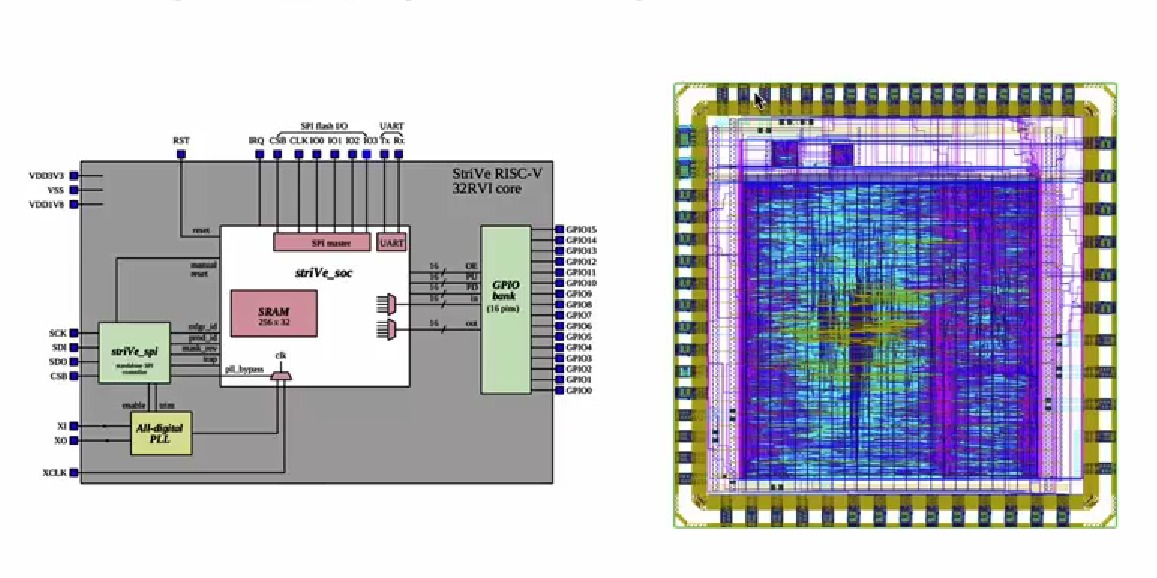 SPI flash I/O UART
RST IRQ CSB CLK IO0 IO1 IO2 IO3 Tx Rx
StriVe RISC-V
32RVI core
VDD3V3
VSS
VDD1V8
reset
SPI master UART
striVe_soc
manual
reset
SRAM
256 x 32
16 OE
16 PU
16 PD
16 in
16 out
GPIO
bank
(16 pins)
GPIO15
GPIO14
GPIO13
GPIO12
GPIO11
GPIO10
GPIO9
GPIO8
GPIO7
GPIO6
GPIO5
GPIO4
GPIO3
GPIO2
GPIO1
GPIO0
SCK
SDI
SDO
CSB
striVe_spi
standalone SPI
controller
mfgr_id
prod_id
mask_rev
trap
clk
pll_bypass
enable trim
All-digital
PLL
XI
XO
XCLK